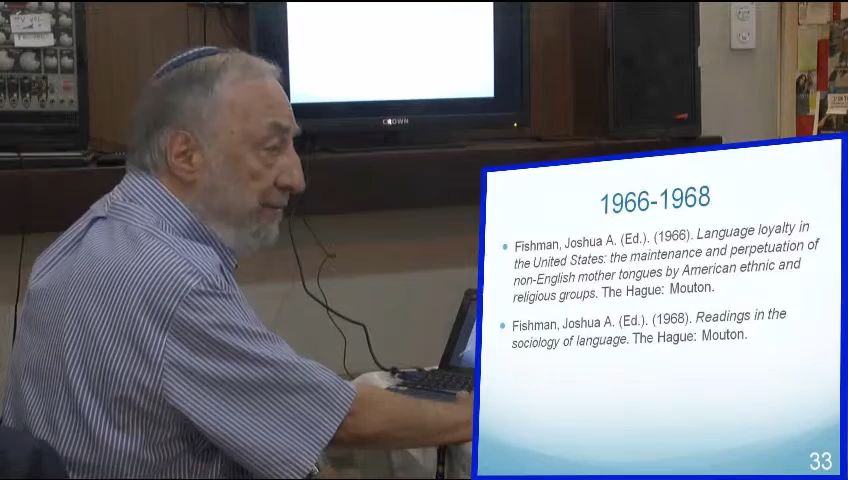 CROWN
1966-1968
Fishman, Joshua A. (Ed.). (1966). Language loyalty in
the United States: the maintenance and perpetuation of
non-English mother tongues by American ethnic and
religious groups. The Hague: Mouton.
Fishman, Joshua A. (Ed.). (1968). Readings in the
sociology of language. The Hague: Mouton.
33